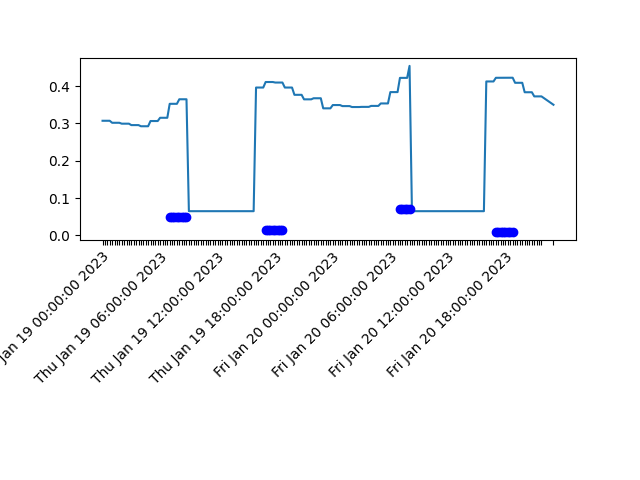 0.4
0.3
0.2
0.1
0.0
Jan 19 00:00:00 2023
Thu Jan 19 06:00:00 2023
Thu Jan 19 12:00:00 2023
Thu Jan 19 18:00:00 2023
Fri Jan 20 00:00:00 2023
Fri Jan 20 06:00:00 2023
Fri Jan 20 12:00:00 2023
Fri Jan 20 18:00:00 2023